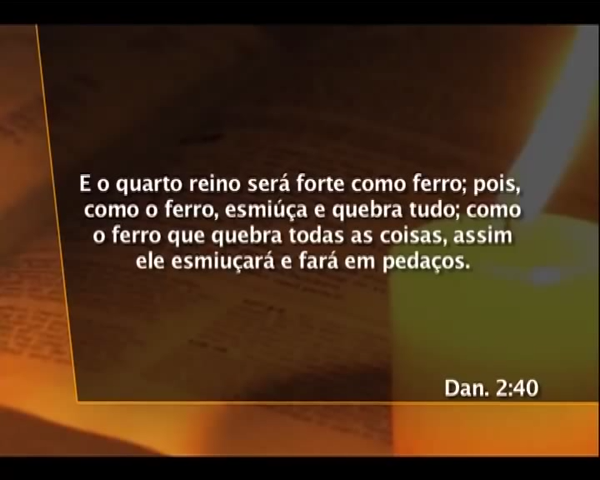 E o quarto reino será forte como ferro; pois,
como o ferro, esmiúça e quebra tudo; como
o ferro que quebra todas as coisas, assim
ele esmiuçará e fará em pedaços.
Dan. 2:40